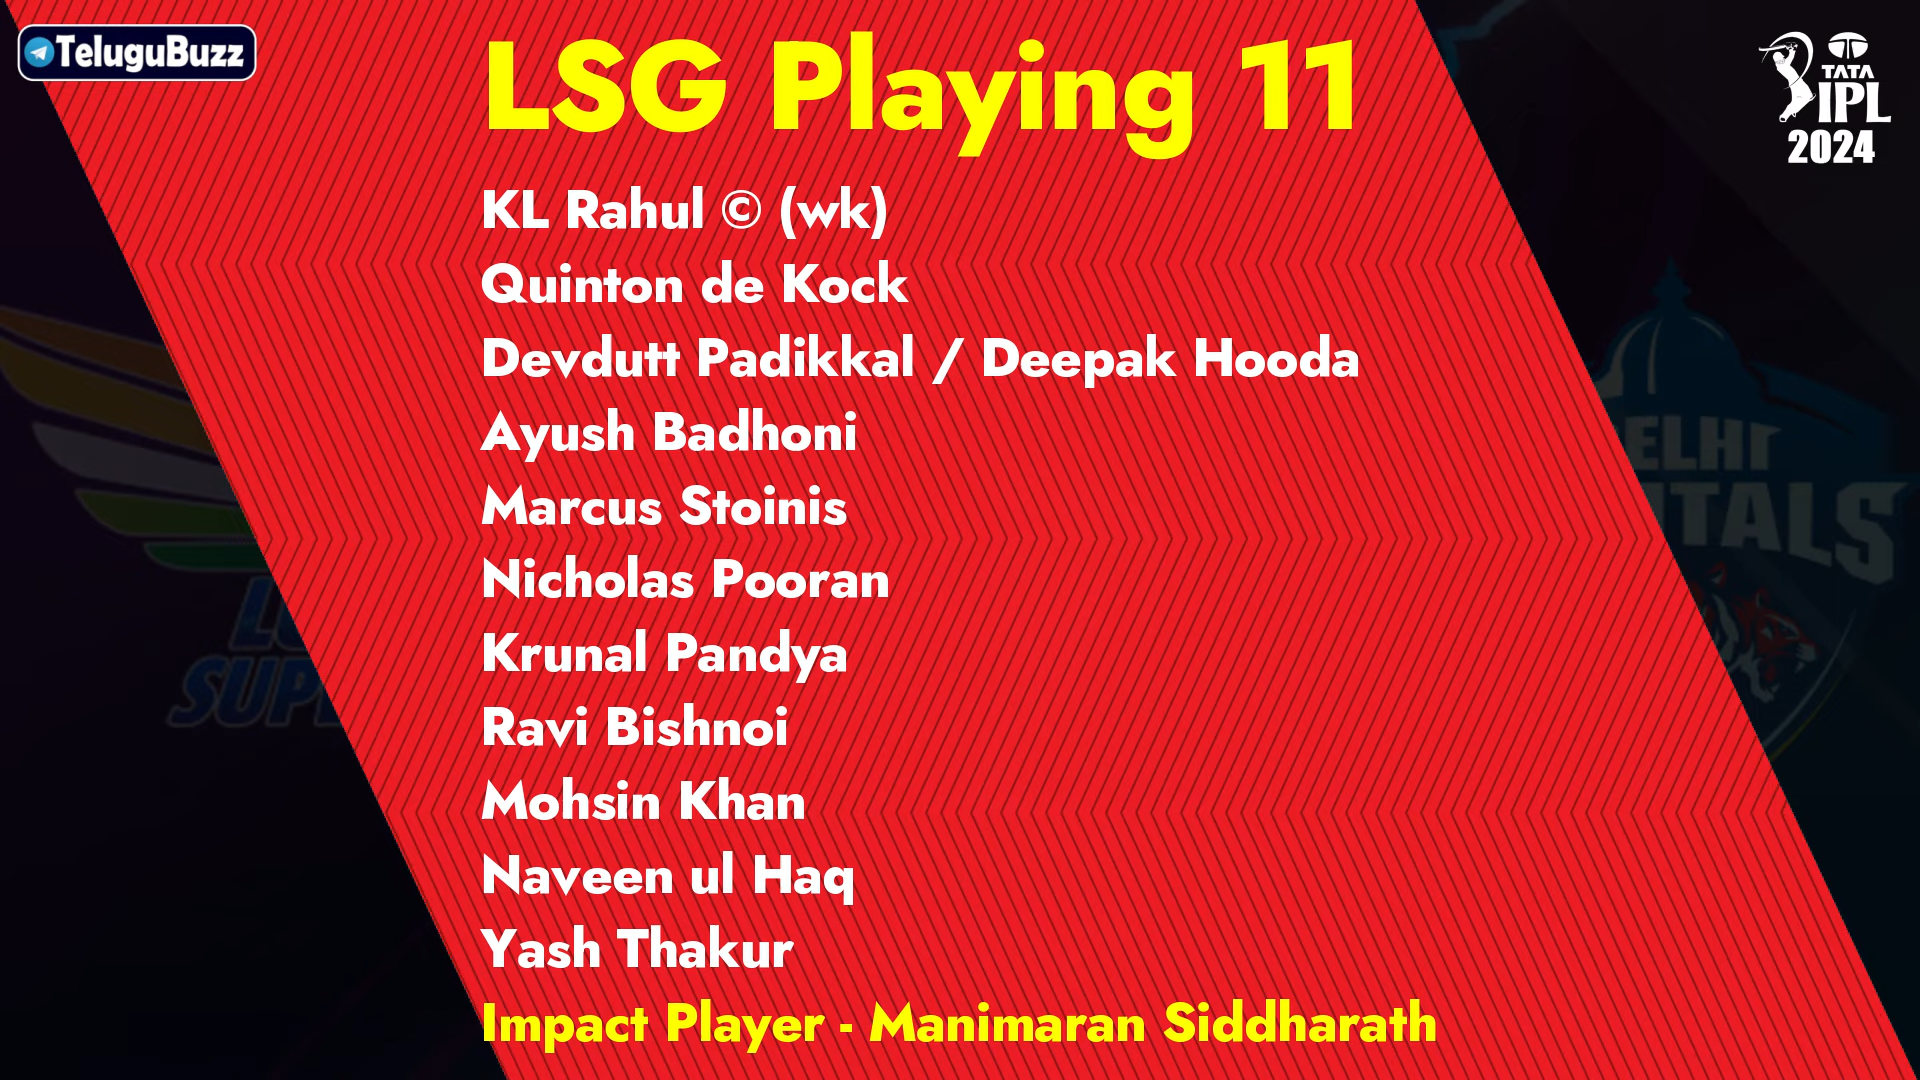 TeluguBuzz
LSG Playing 11
TATA
IPL
2024
KL Rahul © (wk)
Quinton de Kock
Devdutt Padikkal / Deepak Hooda
Ayush Badhoni
Marcus Stoinis
Nicholas Pooran
Krunal Pandya
Ravi Bishnoi
Mohsin Khan
Naveen ul Haq
Yash Thakur
Impact Player - Manimaran Siddharath